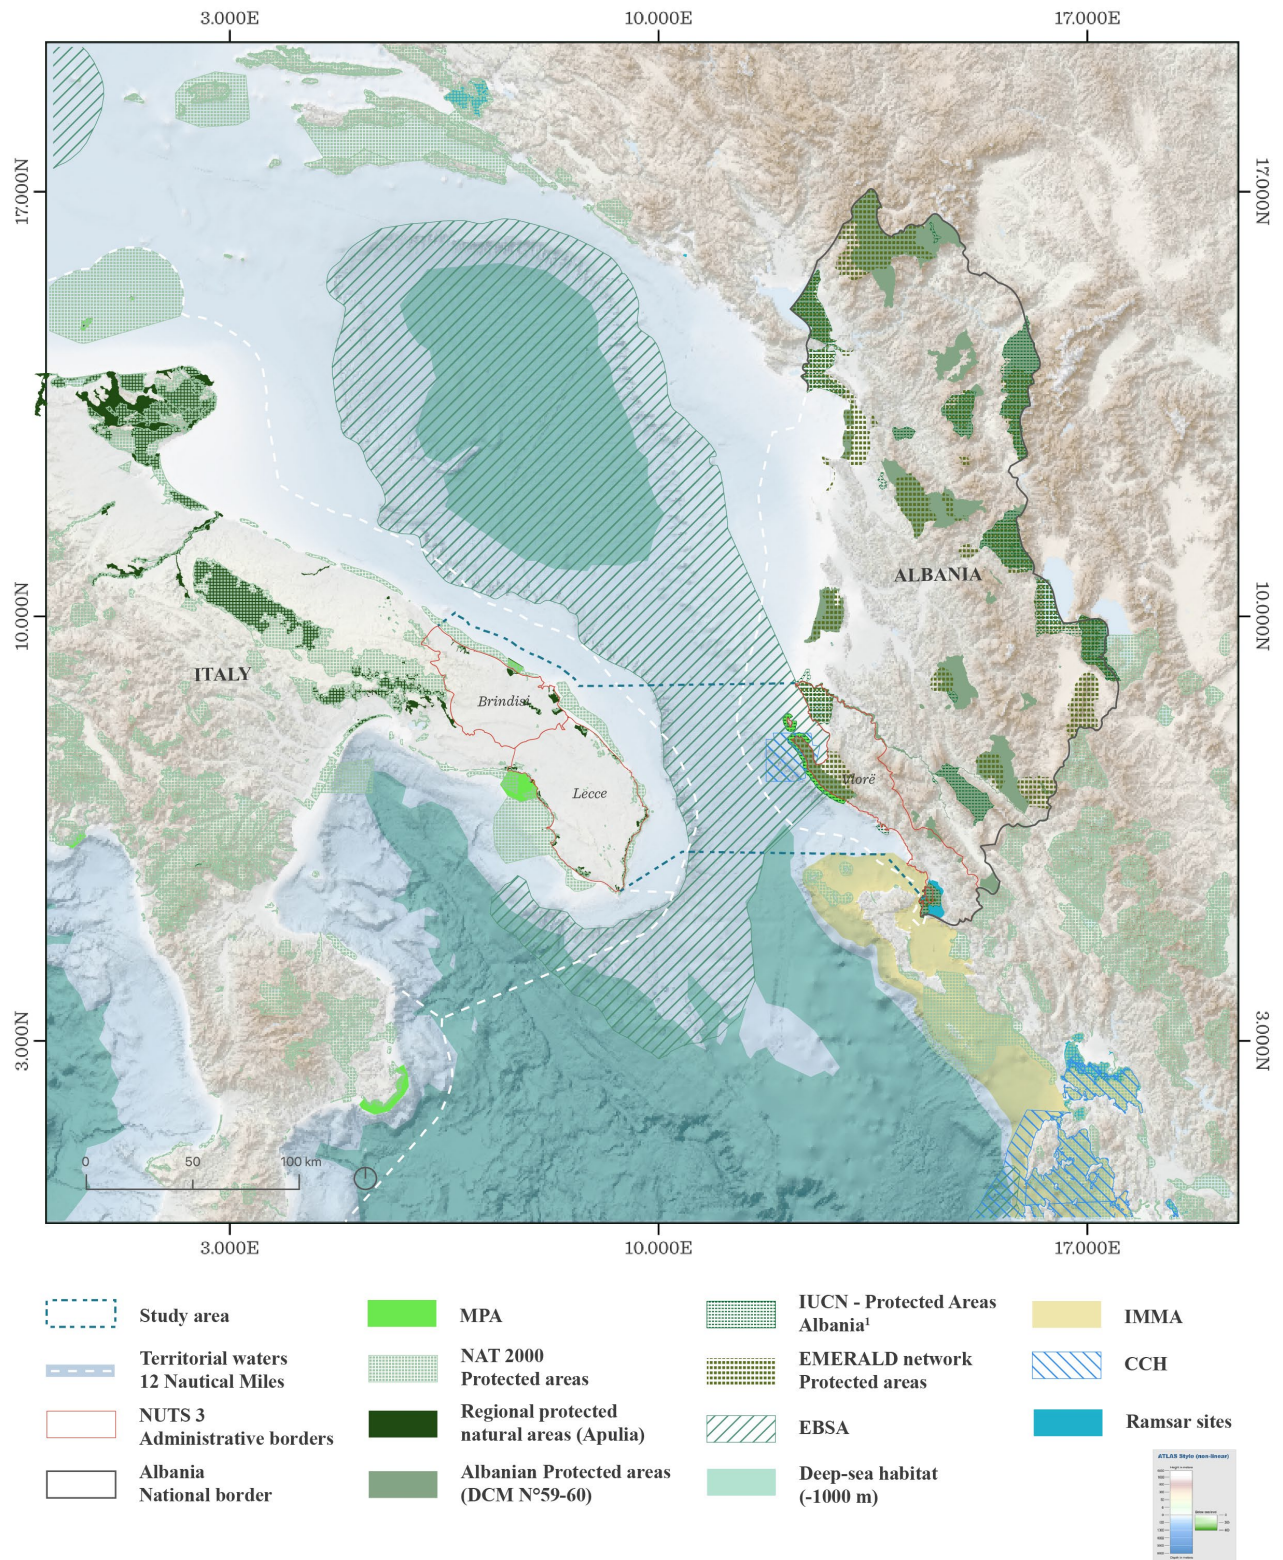 3.000E
10.000E
17.000E
17.000N
17.000N
10.000N
10.000N
3.000N
3.000N
ALBANIA
ITALY
Brindisi
Vlorë
Lecce
0
50
100 km
3.000E
10.000E
17.000E
Study area
Territorial waters
12 Nautical Miles
NUTS 3
Administrative borders
Albania
National border
MPA
NAT 2000
Protected areas
Regional protected
natural areas (Apulia)
Albanian Protected areas
(DCM N°59-60)
IUCN - Protected Areas
Albania¹
EMERALD network
Protected areas
EBSA
Deep-sea habitat
(-1000 m)
IMMA
CCH
Ramsar sites
ATLAS Style (non-linear)